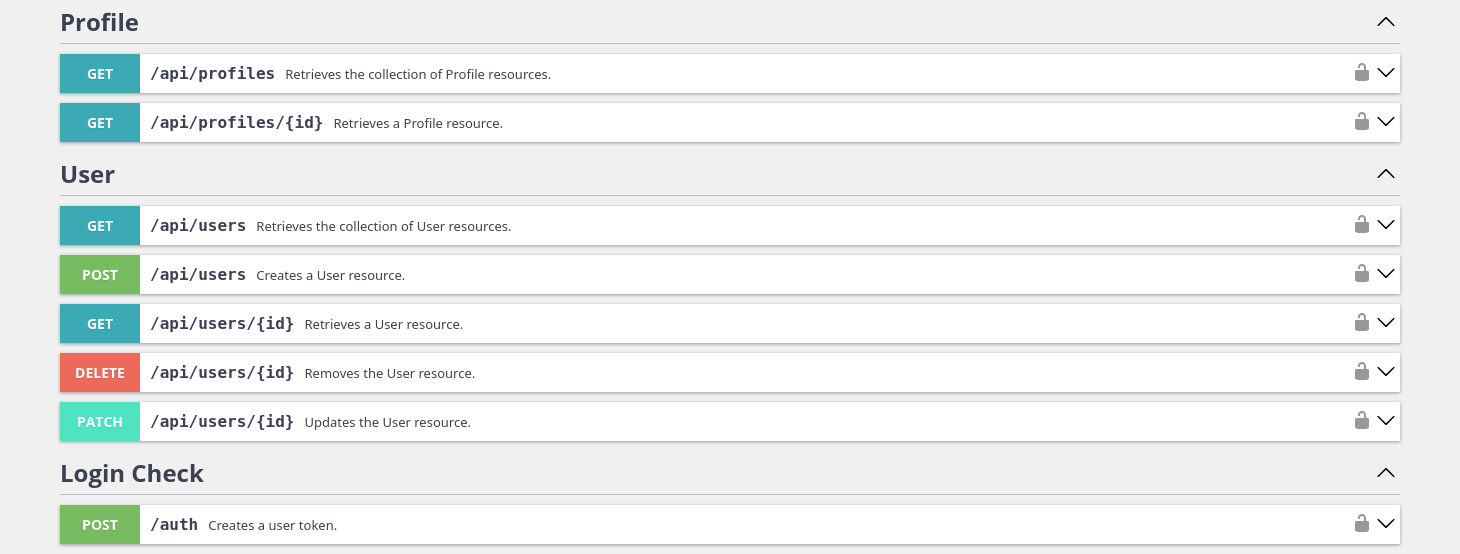 Profile
GET /api/profiles Retrieves the collection of Profile resources.
GET /api/profiles/{id} Retrieves a Profile resource.
User
GET /api/users Retrieves the collection of User resources.
POST /api/users Creates a User resource.
GET /api/users/{id} Retrieves a User resource.
DELETE /api/users/{id} Removes the User resource.
PATCH /api/users/{id} Updates the User resource.
Login Check
POST /auth Creates a user token.